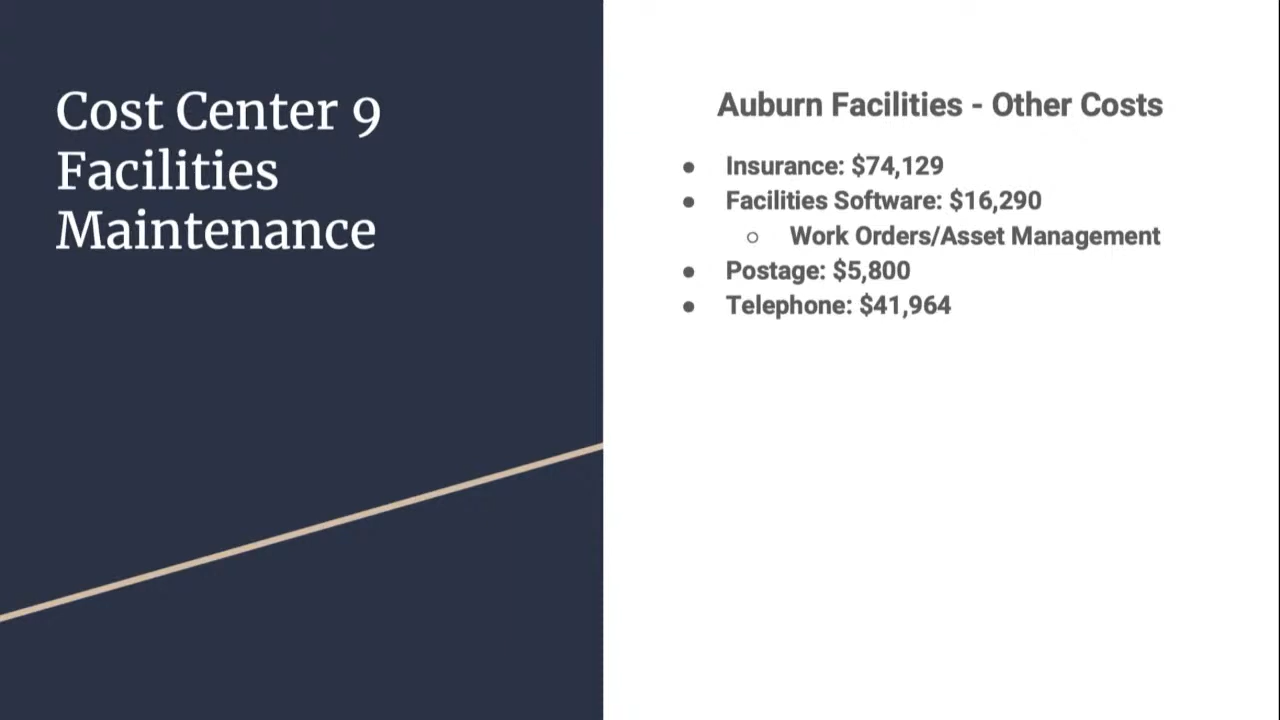 Cost Center 9
Facilities
Maintenance
Auburn Facilities - Other Costs
● Insurance: $74,129
● Facilities Software: $16,290
○ Work Orders/Asset Management
● Postage: $5,800
● Telephone: $41,964